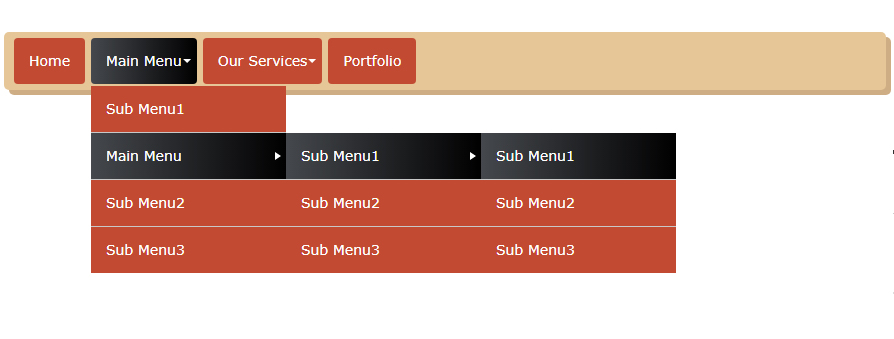 Home Main Menu Our Services Portfolio
Sub Menu1
Main Menu Sub Menu1 Sub Menu1
Sub Menu2 Sub Menu2 Sub Menu2
Sub Menu3 Sub Menu3 Sub Menu3